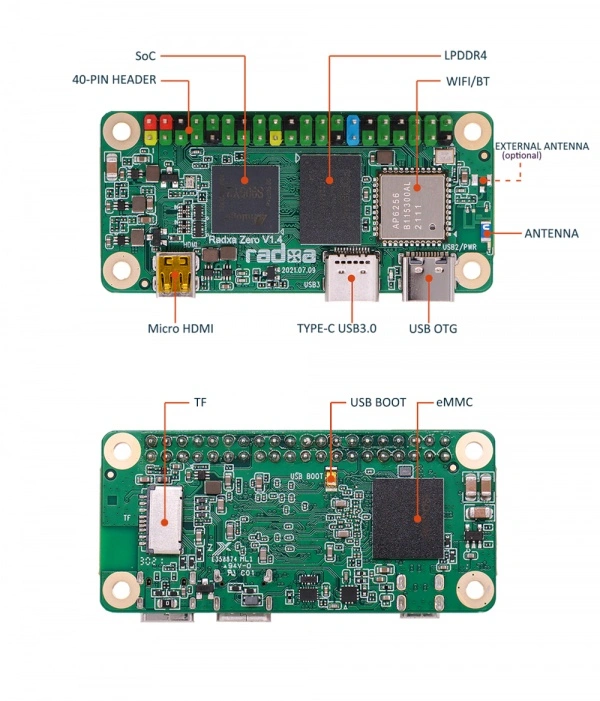 SoC
LPDDR4
40-PIN HEADER
WIFI/BT
EXTERNAL ANTENNA
(optional)
AP6256
B115300AL
2111
HDMI
Radxa Zero V1.4
radxa
2021.07.09
USB3
USB2/PWR
ANTENNA
Micro HDMI
TYPE-C USB3.0
USB OTG
TF
USB BOOT
eMMC
USB BOOT
TF
94V-0